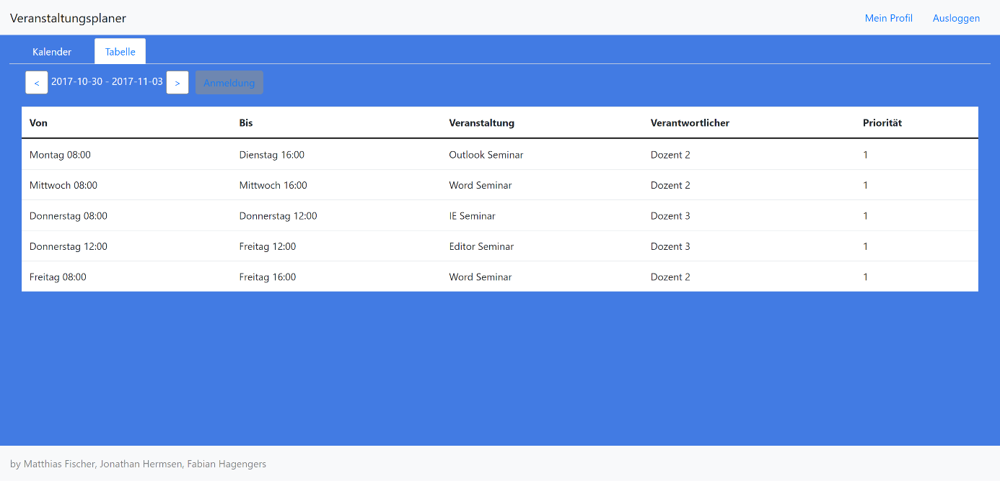 Veranstaltungsplaner Mein Profil Ausloggen
Kalender Tabelle
< 2017-10-30 - 2017-11-03 > Anmeldung
Von Bis Veranstaltung Verantwortlicher Priorität
Montag 08:00 Dienstag 16:00 Outlook Seminar Dozent 2 1
Mittwoch 08:00 Mittwoch 16:00 Word Seminar Dozent 2 1
Donnerstag 08:00 Donnerstag 12:00 IE Seminar Dozent 3 1
Donnerstag 12:00 Freitag 12:00 Editor Seminar Dozent 3 1
Freitag 08:00 Freitag 16:00 Word Seminar Dozent 2 1
by Matthias Fischer, Jonathan Hermsen, Fabian Hagengers